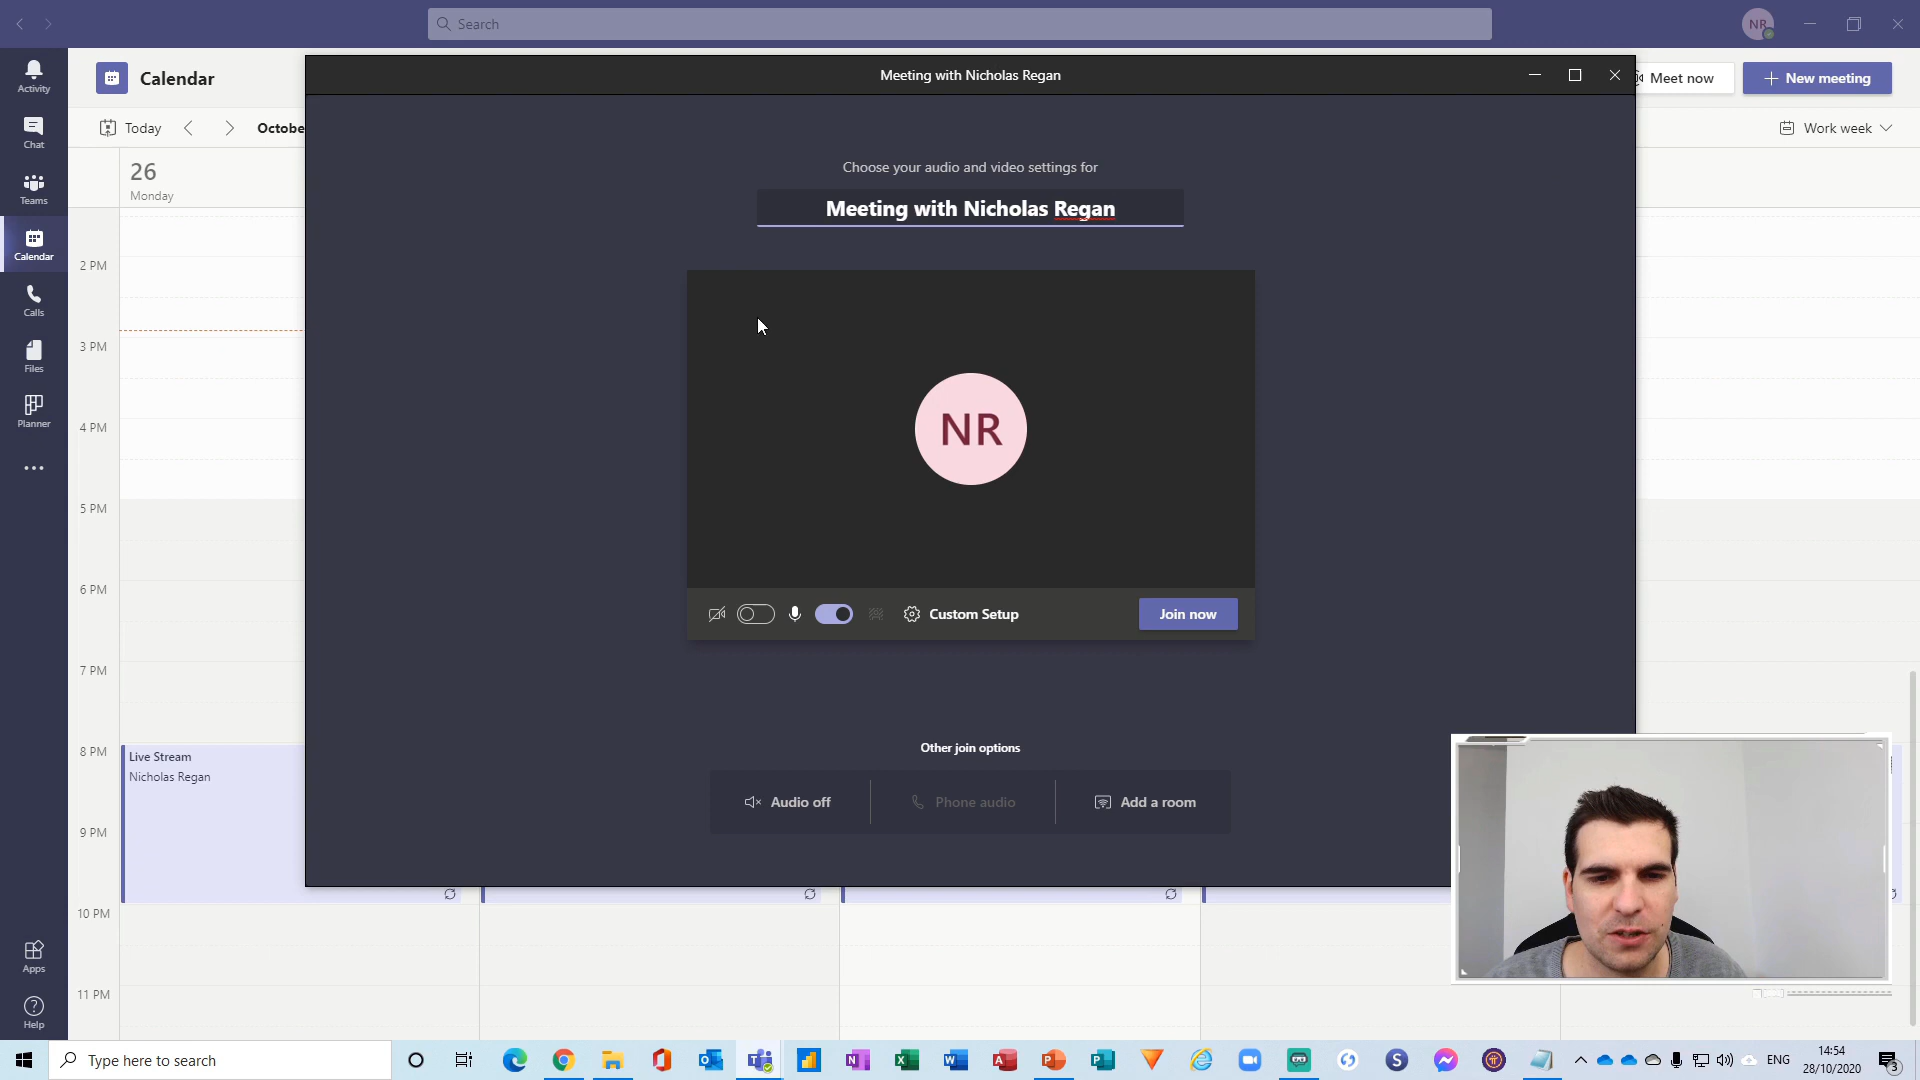 Search
NR
Activity
Chat
Teams
Calendar
Calls
Files
Planner
Apps
Help
Calendar
Meet now
New meeting
Today
Octobe
Work week
26
Monday
2 PM
3 PM
4 PM
5 PM
6 PM
7 PM
8 PM
9 PM
10 PM
11 PM
Live Stream
Nicholas Regan
Meeting with Nicholas Regan
Choose your audio and video settings for
Meeting with Nicholas Regan
NR
Custom Setup
Join now
Other join options
Audio off
Phone audio
Add a room
Type here to search
ENG
14:54
28/10/2020
3